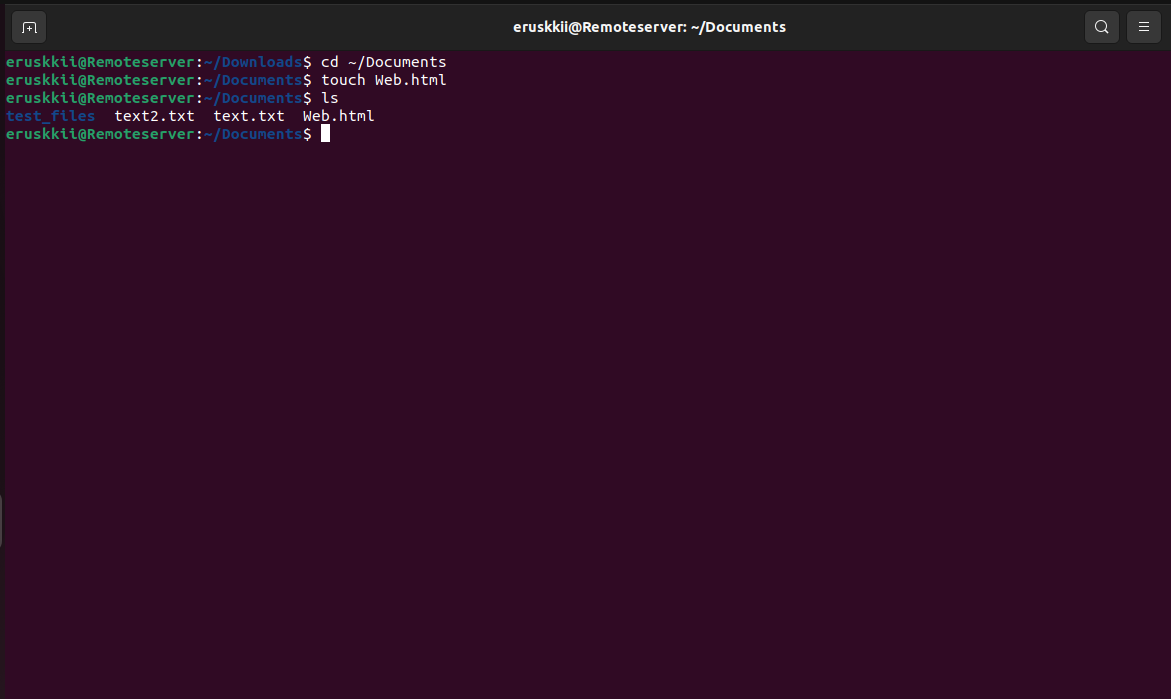 eruskkii@Remoteserver: ~/Documents
eruskkii@Remoteserver:~/Downloads$ cd ~/Documents
eruskkii@Remoteserver:~/Documents$ touch Web.html
eruskkii@Remoteserver:~/Documents$ ls
test_files  text2.txt  text.txt  Web.html
eruskkii@Remoteserver:~/Documents$